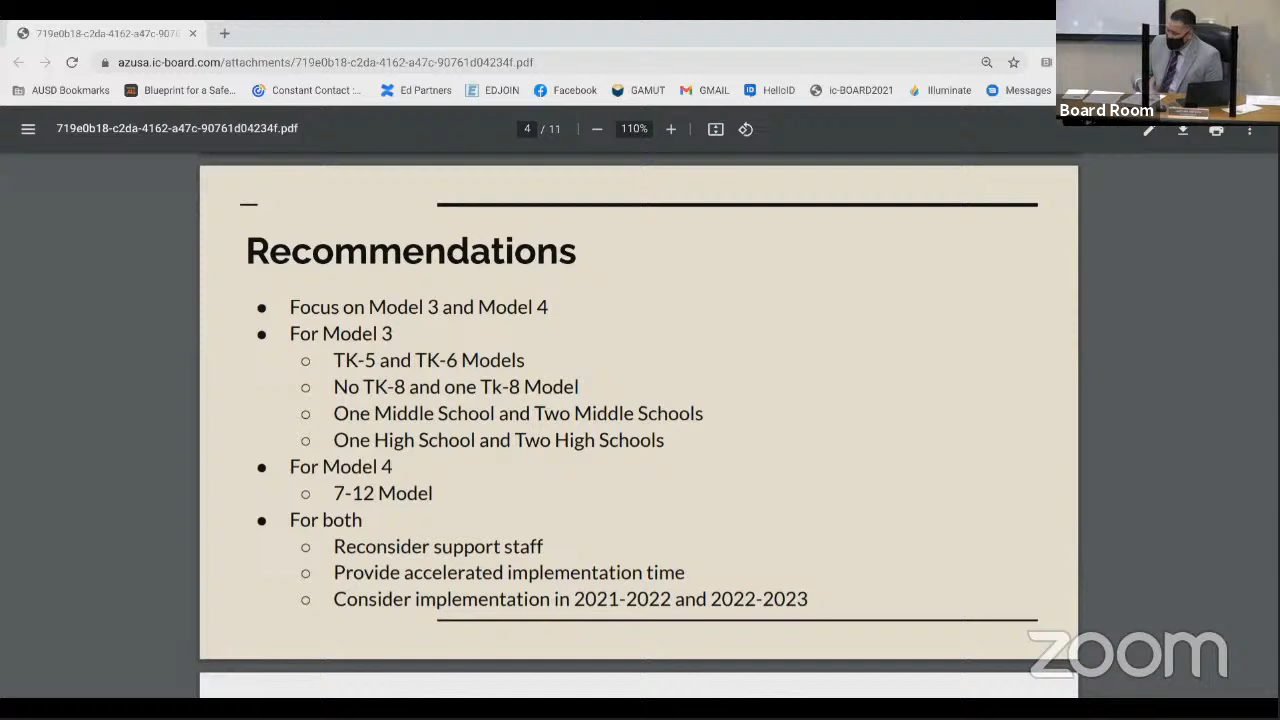 719e0b18-c2da-4162-a47c-9076
azusa.ic-board.com/attachments/719e0b18-c2da-4162-a47c-90761d04234f.pdf
AUSD Bookmarks Blueprint for a Safe... Constant Contact :... Ed Partners EDJOIN Facebook GAMUT GMAIL HelloID ic-BOARD2021 Illuminate Messages
Board Room
719e0b18-c2da-4162-a47c-90761d04234f.pdf 4 / 11 110%
Recommendations
● Focus on Model 3 and Model 4
● For Model 3
○ TK-5 and TK-6 Models
○ No TK-8 and one Tk-8 Model
○ One Middle School and Two Middle Schools
○ One High School and Two High Schools
● For Model 4
○ 7-12 Model
● For both
○ Reconsider support staff
○ Provide accelerated implementation time
○ Consider implementation in 2021-2022 and 2022-2023
zoom